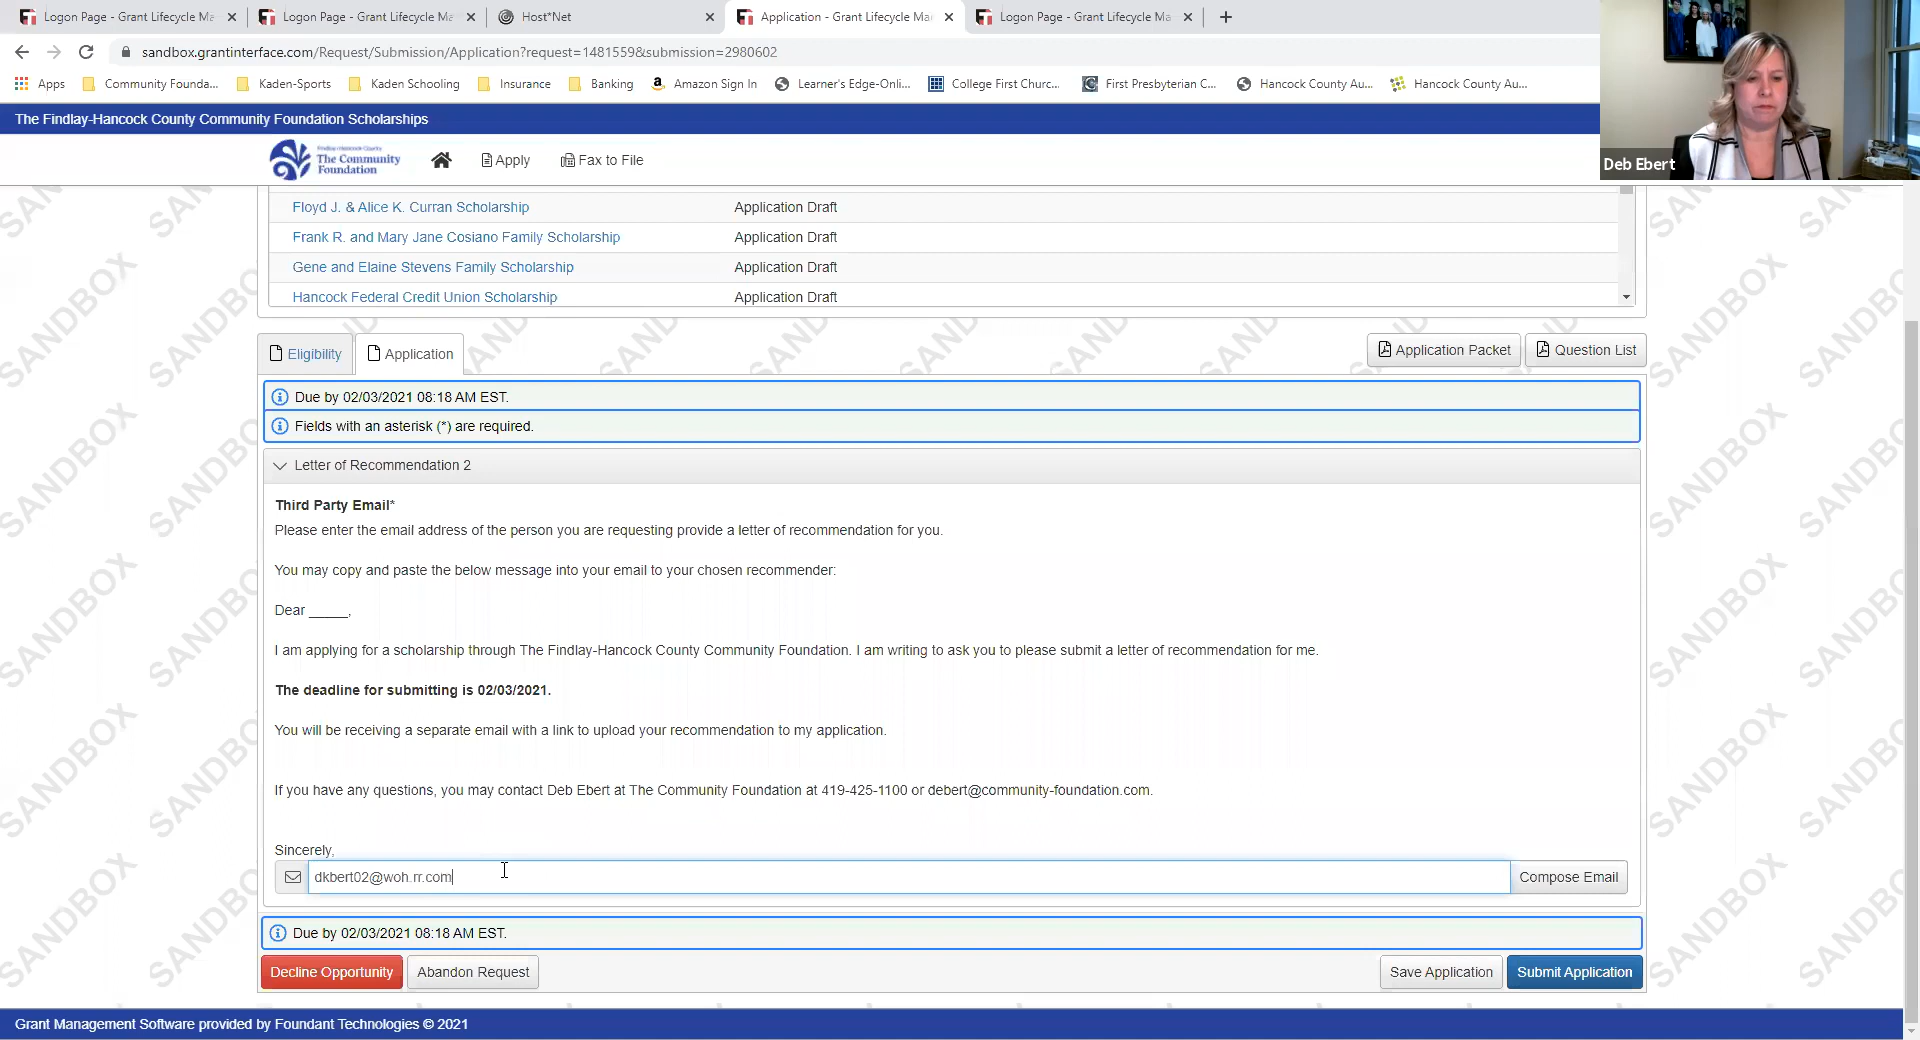 Logon Page - Grant Lifecycle Ma
Logon Page - Grant Lifecycle Ma
Host*Net
Application - Grant Lifecycle Ma
Logon Page - Grant Lifecycle Ma
sandbox.grantinterface.com/Request/Submission/Application?request=1481559&submission=2980602
Apps
Community Founda...
Kaden-Sports
Kaden Schooling
Insurance
Banking
Amazon Sign In
Learner's Edge-Onli...
College First Churc...
First Presbyterian C...
Hancock County Au...
Hancock County Au...
The Findlay-Hancock County Community Foundation Scholarships
Deb Ebert
The Community
Foundation
Apply
Fax to File
Floyd J. & Alice K. Curran Scholarship Application Draft
Frank R. and Mary Jane Cosiano Family Scholarship Application Draft
Gene and Elaine Stevens Family Scholarship Application Draft
Hancock Federal Credit Union Scholarship Application Draft
Eligibility
Application
Application Packet
Question List
Due by 02/03/2021 08:18 AM EST.
Fields with an asterisk (*) are required.
Letter of Recommendation 2
Third Party Email*
Please enter the email address of the person you are requesting provide a letter of recommendation for you.
You may copy and paste the below message into your email to your chosen recommender:
Dear _____,
I am applying for a scholarship through The Findlay-Hancock County Community Foundation. I am writing to ask you to please submit a letter of recommendation for me.
The deadline for submitting is 02/03/2021.
You will be receiving a separate email with a link to upload your recommendation to my application.
If you have any questions, you may contact Deb Ebert at The Community Foundation at 419-425-1100 or debert@community-foundation.com.
Sincerely,
dkbert02@woh.rr.com
Compose Email
Due by 02/03/2021 08:18 AM EST.
Decline Opportunity
Abandon Request
Save Application
Submit Application
Grant Management Software provided by Foundant Technologies © 2021
SANDBOX